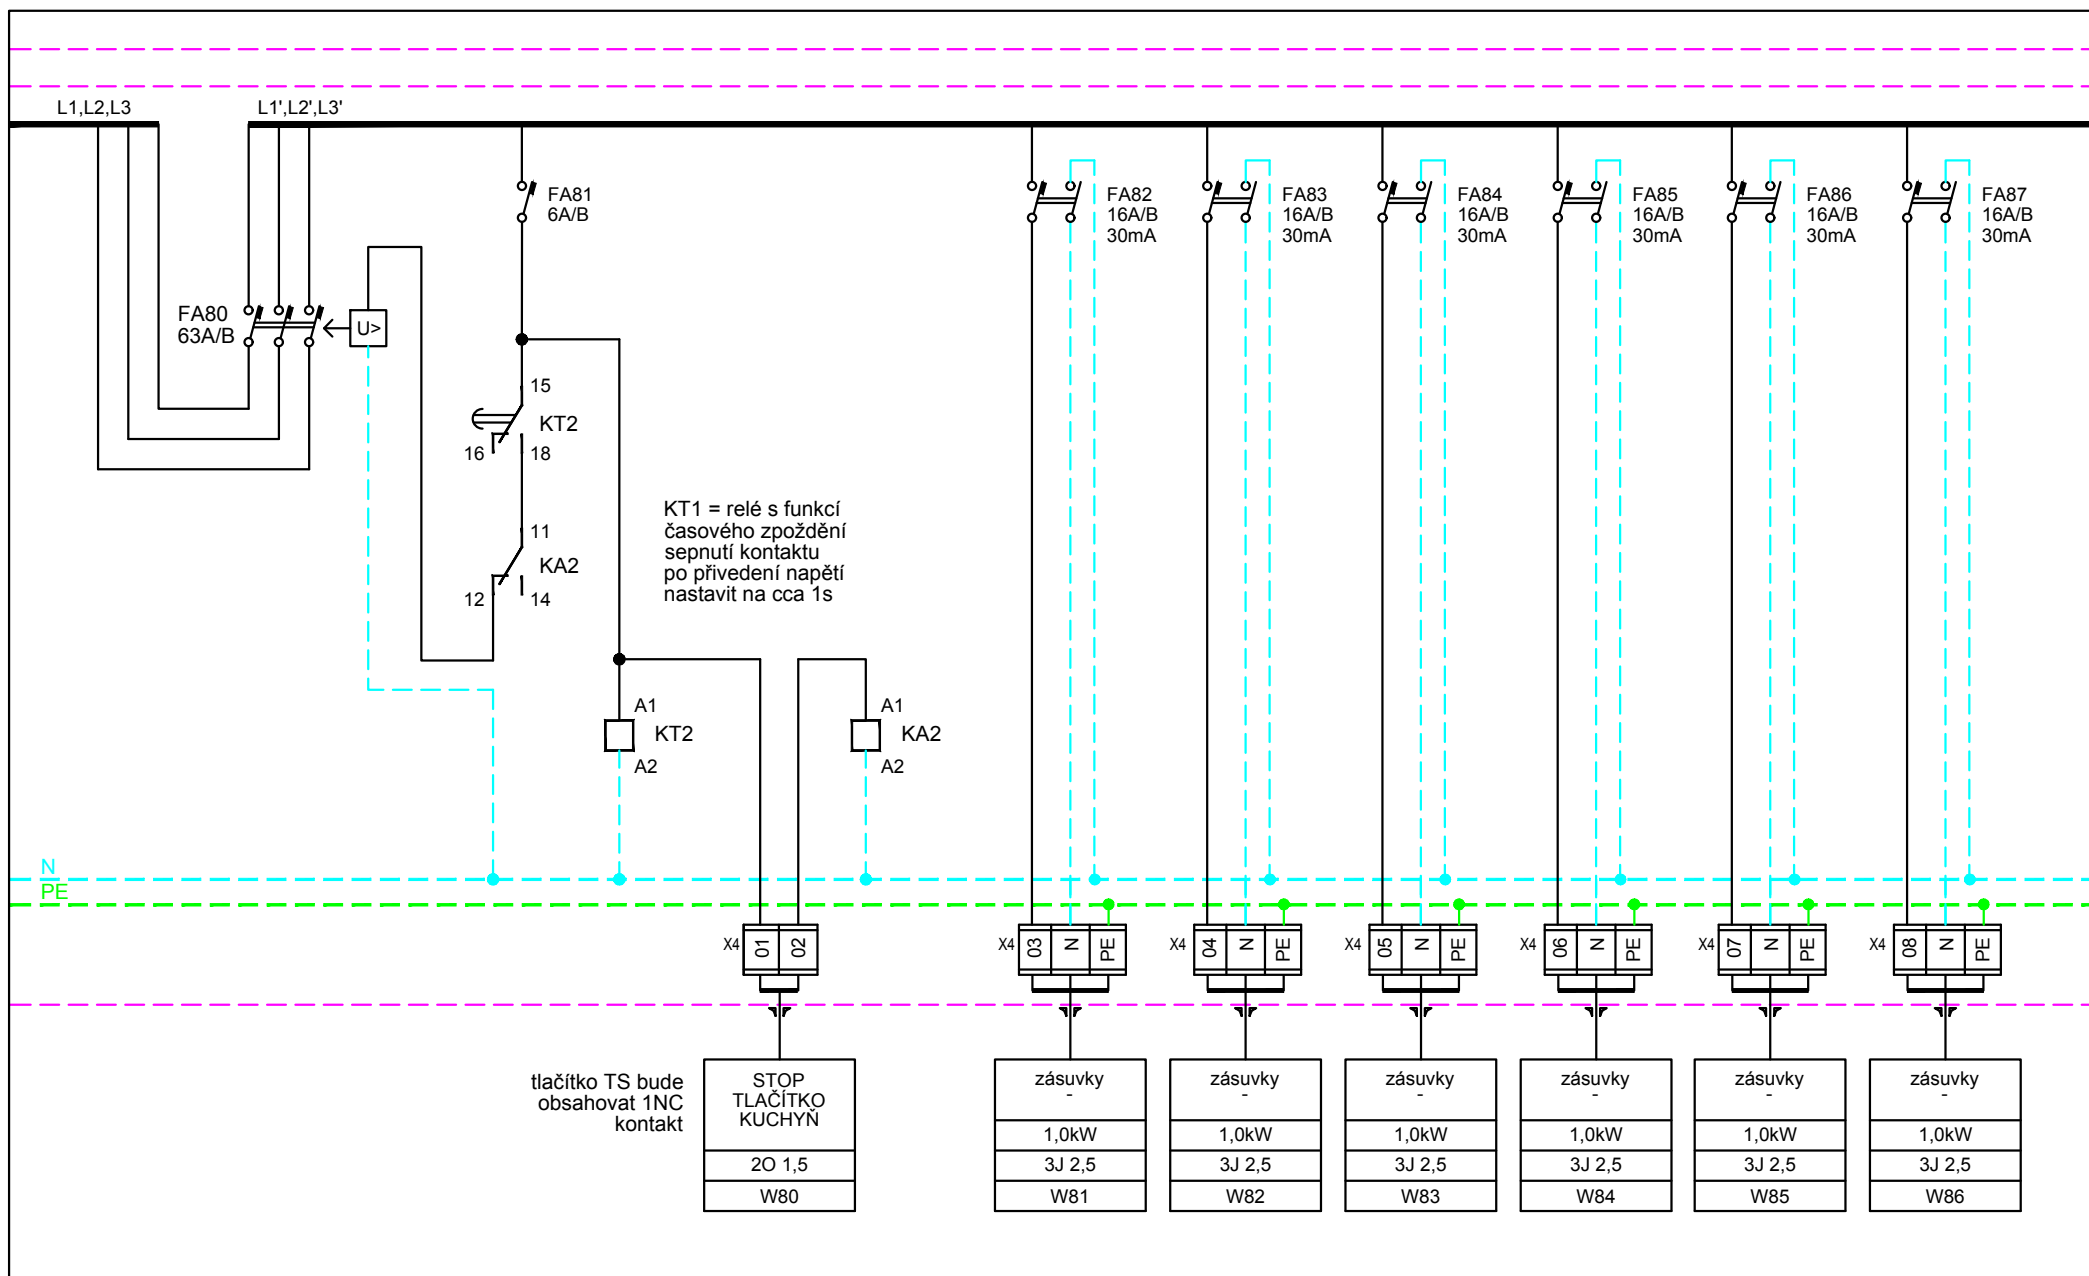 L1,L2,L3
L1',L2',L3'
FA81
6A/B
FA82
16A/B
30mA
FA83
16A/B
30mA
FA84
16A/B
30mA
FA85
16A/B
30mA
FA86
16A/B
30mA
FA87
16A/B
30mA
FA80
63A/B
U>
15
KT2
16
18
11
KA2
12
14
KT1 = relé s funkcí
časového zpoždění
sepnutí kontaktu
po přivedení napětí
nastavit na cca 1s
A1
KT2
A2
A1
KA2
A2
N
PE
X4
01
02
X4
03
N
PE
X4
04
N
PE
X4
05
N
PE
X4
06
N
PE
X4
07
N
PE
X4
08
N
PE
tlačítko TS bude
obsahovat 1NC
kontakt
STOP
TLAČÍTKO
KUCHYŇ
2O 1,5
W80
zásuvky
-
1,0kW
3J 2,5
W81
zásuvky
-
1,0kW
3J 2,5
W82
zásuvky
-
1,0kW
3J 2,5
W83
zásuvky
-
1,0kW
3J 2,5
W84
zásuvky
-
1,0kW
3J 2,5
W85
zásuvky
-
1,0kW
3J 2,5
W86